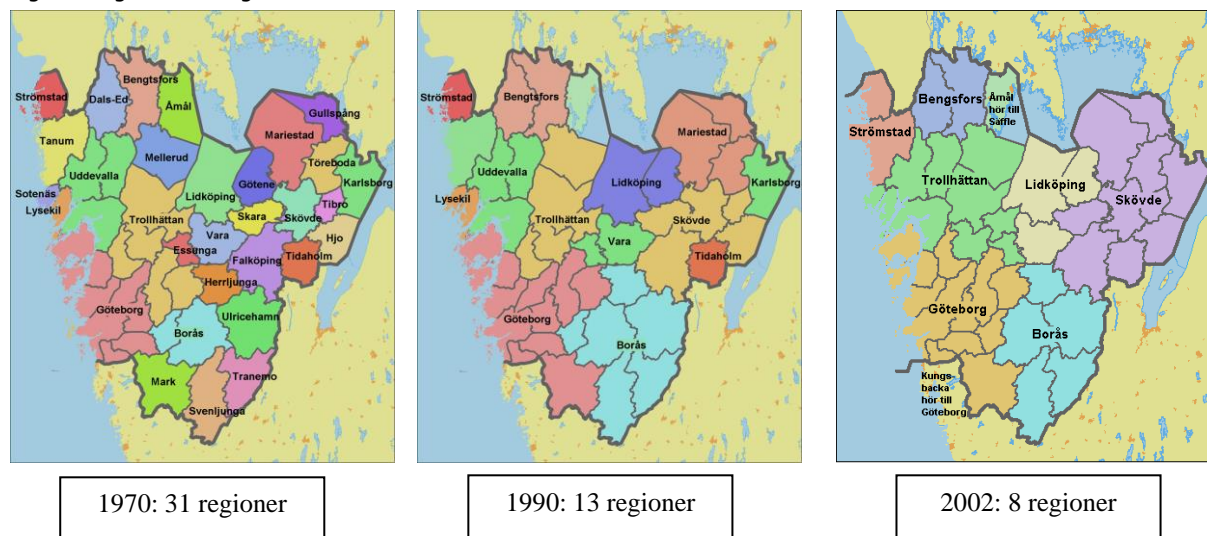 Strömstad
Dals-Ed
Bengtsfors
Åmål
Gullspång
Mariestad
Tanum
Mellerud
Töreboda
Uddevalla
Götene
Karlsborg
Sotenäs
Lidköping
Tibro
Lysekil
Trollhättan
Skara
Skövde
Vara
Hjo
Essunga
Falköping
Tidaholm
Herrljunga
Göteborg
Ulricehamn
Borås
Mark
Tranemo
Svenljunga
1970: 31 regioner
Strömstad
Bengtsfors
Mariestad
Uddevalla
Lidköping
Karlsborg
Lysekil
Trollhättan
Skövde
Vara
Tidaholm
Göteborg
Borås
1990: 13 regioner
Bengsfors
Åmål
hör till
Säffle
Strömstad
Trollhättan
Lidköping
Skövde
Göteborg
Borås
Kungs-
backa
hör till
Göteborg
2002: 8 regioner